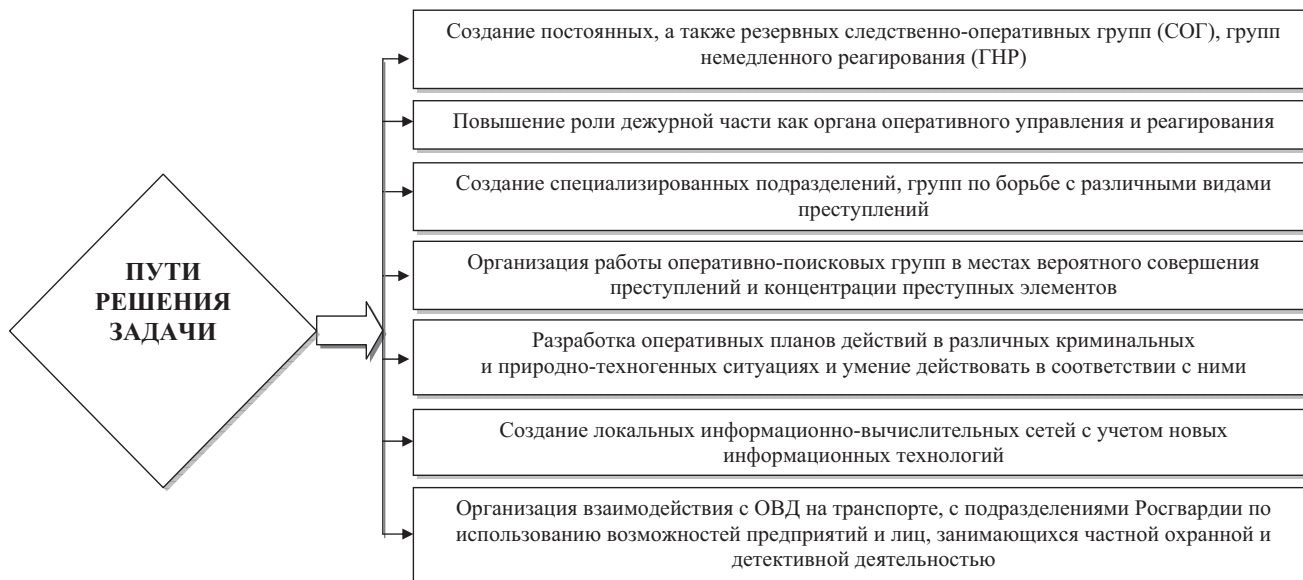 ПУТИ
РЕШЕНИЯ
ЗАДАЧИ
Создание постоянных, а также резервных следственно-оперативных групп (СОГ), групп
немедленного реагирования (ГНР)
Повышение роли дежурной части как органа оперативного управления и реагирования
Создание специализированных подразделений, групп по борьбе с различными видами
преступлений
Организация работы оперативно-поисковых групп в местах вероятного совершения
преступлений и концентрации преступных элементов
Разработка оперативных планов действий в различных криминальных
и природно-техногенных ситуациях и умение действовать в соответствии с ними
Создание локальных информационно-вычислительных сетей с учетом новых
информационных технологий
Организация взаимодействия с ОВД на транспорте, с подразделениями Росгвардии по
использованию возможностей предприятий и лиц, занимающихся частной охранной и
детективной деятельностью